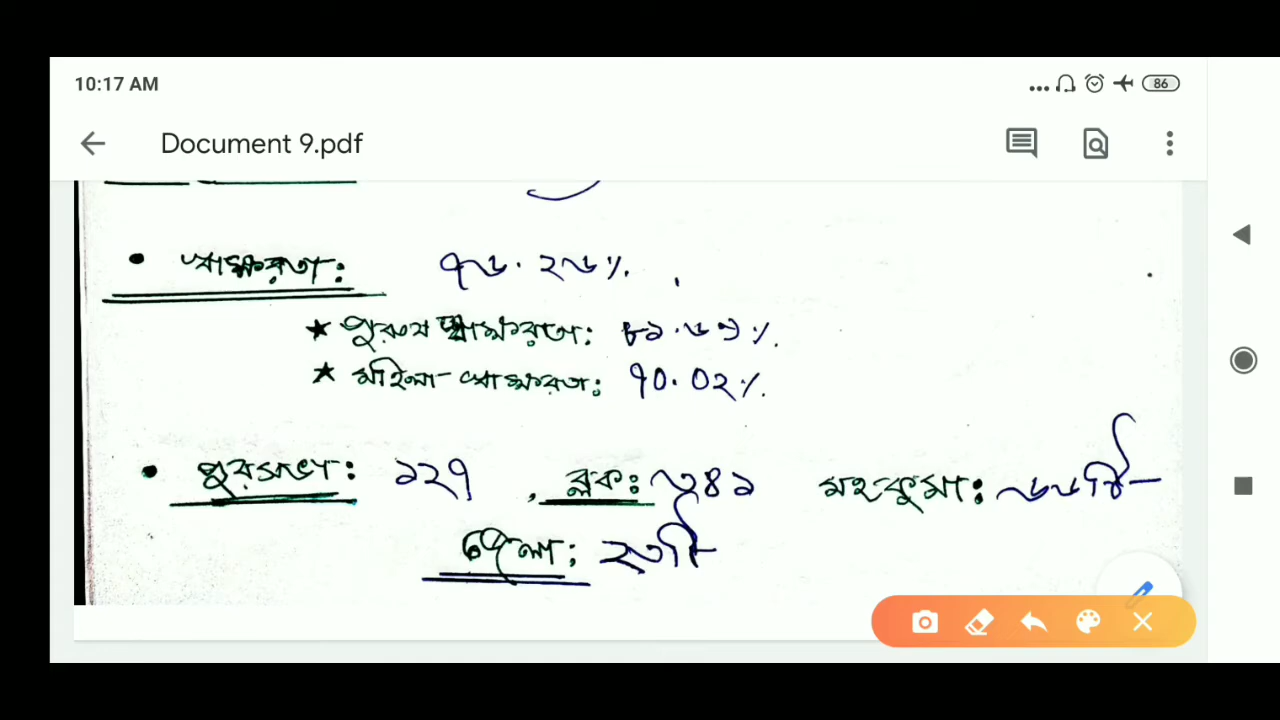 10:17 AM
86
Document 9.pdf
• স্বাক্ষরতা: ৭৬.২৬%.
★ পুরুষ স্বাক্ষরতা: ৮১.৬৯%.
★ মহিলা স্বাক্ষরতা: ৭০.০২%.
• পুরসভা: ১২৭, ব্লক: ৩৪১ মহকুমা: ৬৬টি
জেলা: ২৩টি